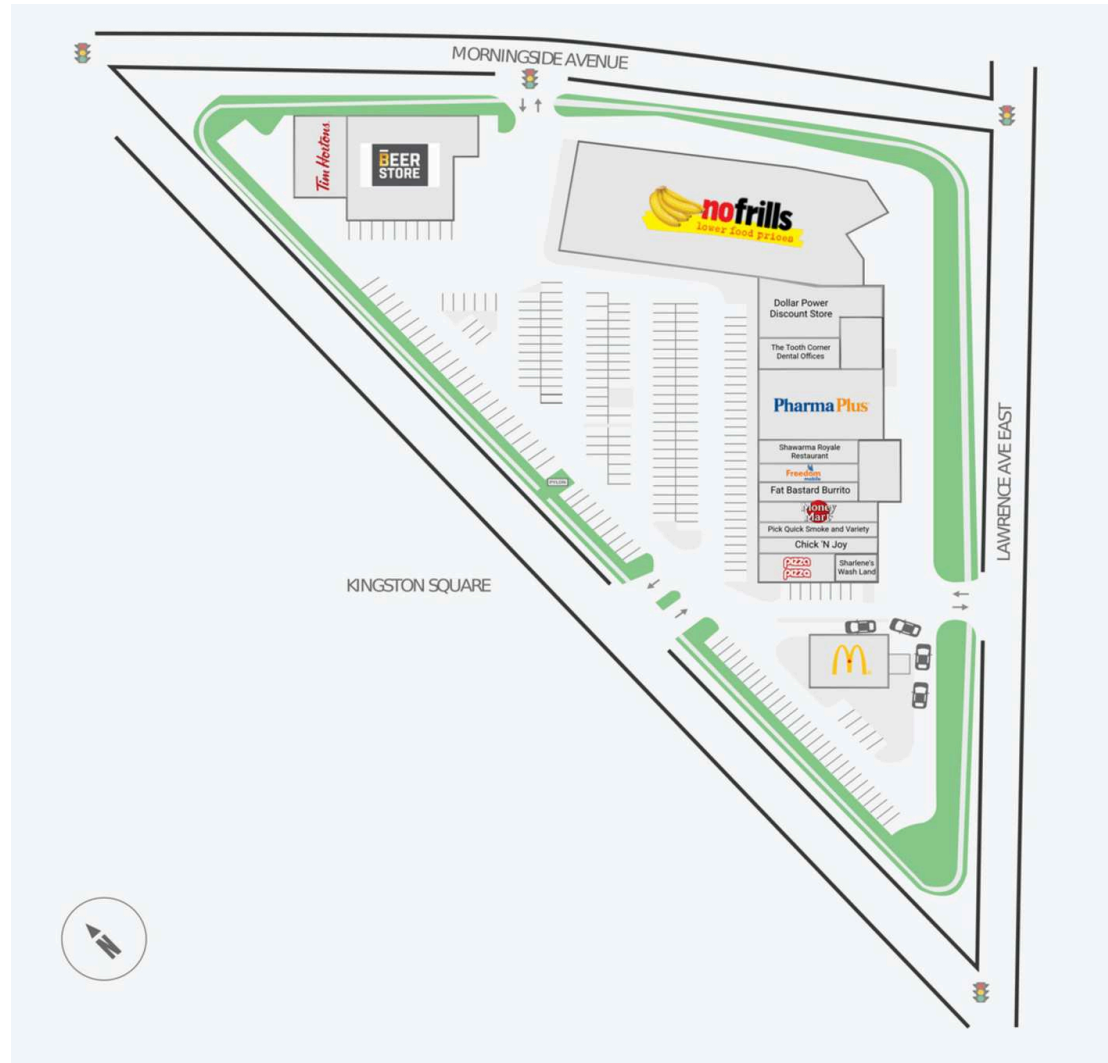 MORNINGSIDE AVENUE
Tim Hortons
BEER
STORE
nofrills
lower food prices
Dollar Power
Discount Store
The Tooth Corner
Dental Offices
PharmaPlus
LAWRENCE AVE EAST
Shawarma Royale
Restaurant
Freedom
mobile
Fat Bastard Burrito
PYLON
Money
Mart
Pick Quick Smoke and Variety
Chick 'N Joy
pizza
pizza
Sharlene's
Wash Land
KINGSTON SQUARE
M
N